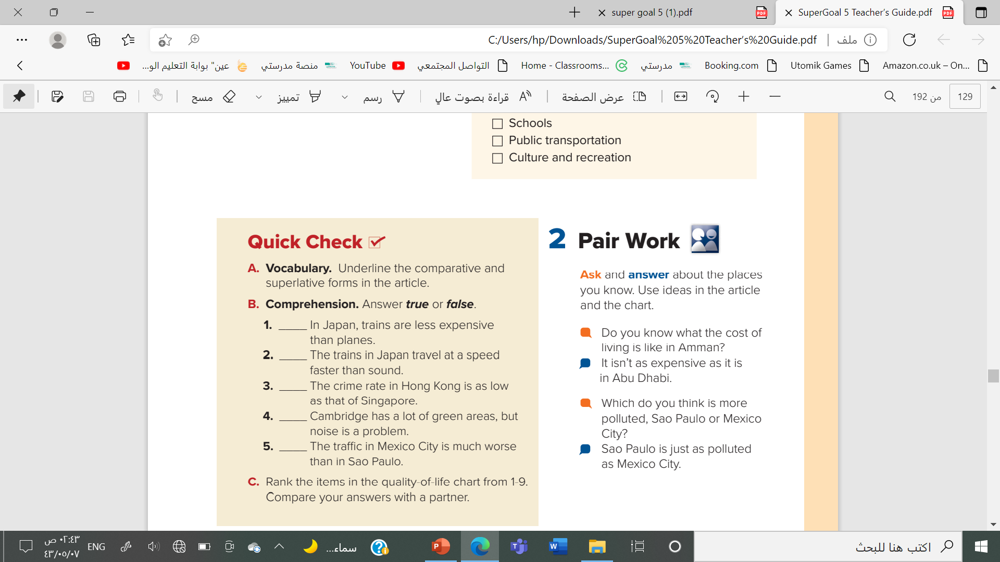 super goal 5 (1).pdf
SuperGoal 5 Teacher's Guide.pdf
C:/Users/hp/Downloads/SuperGoal%205%20Teacher's%20Guide.pdf
ملف
عين" بوابة التعليم الو...
منصة مدرستي
YouTube
التواصل المجتمعي
Home - Classrooms...
مدرستي
Booking.com
Utomik Games
Amazon.co.uk – On...
مسح
تمييز
رسم
قراءة بصوت عالٍ
عرض الصفحة
من 192
129
Schools
Public transportation
Culture and recreation
Quick Check
A. Vocabulary. Underline the comparative and
superlative forms in the article.
B. Comprehension. Answer true or false.
1. ____ In Japan, trains are less expensive
than planes.
2. ____ The trains in Japan travel at a speed
faster than sound.
3. ____ The crime rate in Hong Kong is as low
as that of Singapore.
4. ____ Cambridge has a lot of green areas, but
noise is a problem.
5. ____ The traffic in Mexico City is much worse
than in Sao Paulo.
C. Rank the items in the quality-of-life chart from 1-9.
Compare your answers with a partner.
2 Pair Work
Ask and answer about the places
you know. Use ideas in the article
and the chart.
Do you know what the cost of
living is like in Amman?
It isn't as expensive as it is
in Abu Dhabi.
Which do you think is more
polluted, Sao Paulo or Mexico
City?
Sao Paulo is just as polluted
as Mexico City.
٠٢:٤٣ ص
٤٣/٠٥/٠٧
ENG
سماء...
اكتب هنا للبحث